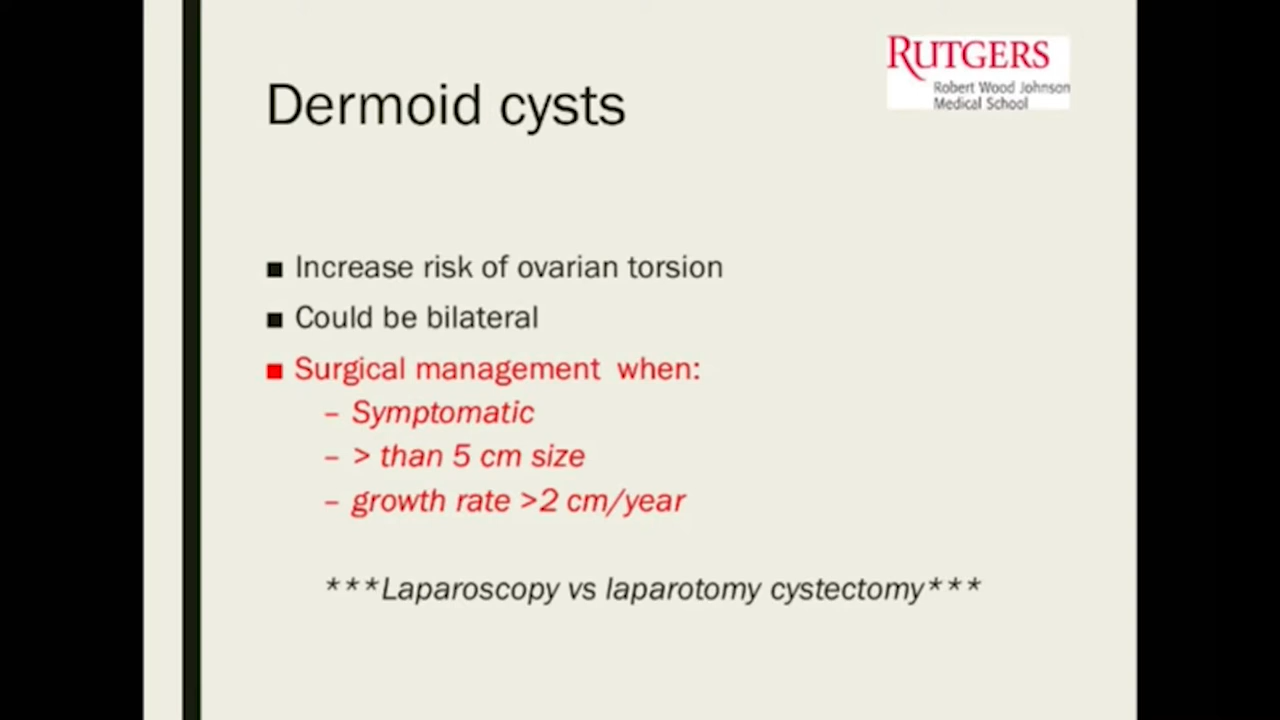 RUTGERS
Robert Wood Johnson
Medical School
Dermoid cysts
■ Increase risk of ovarian torsion
■ Could be bilateral
■ Surgical management when:
– Symptomatic
– > than 5 cm size
– growth rate >2 cm/year
***Laparoscopy vs laparotomy cystectomy***